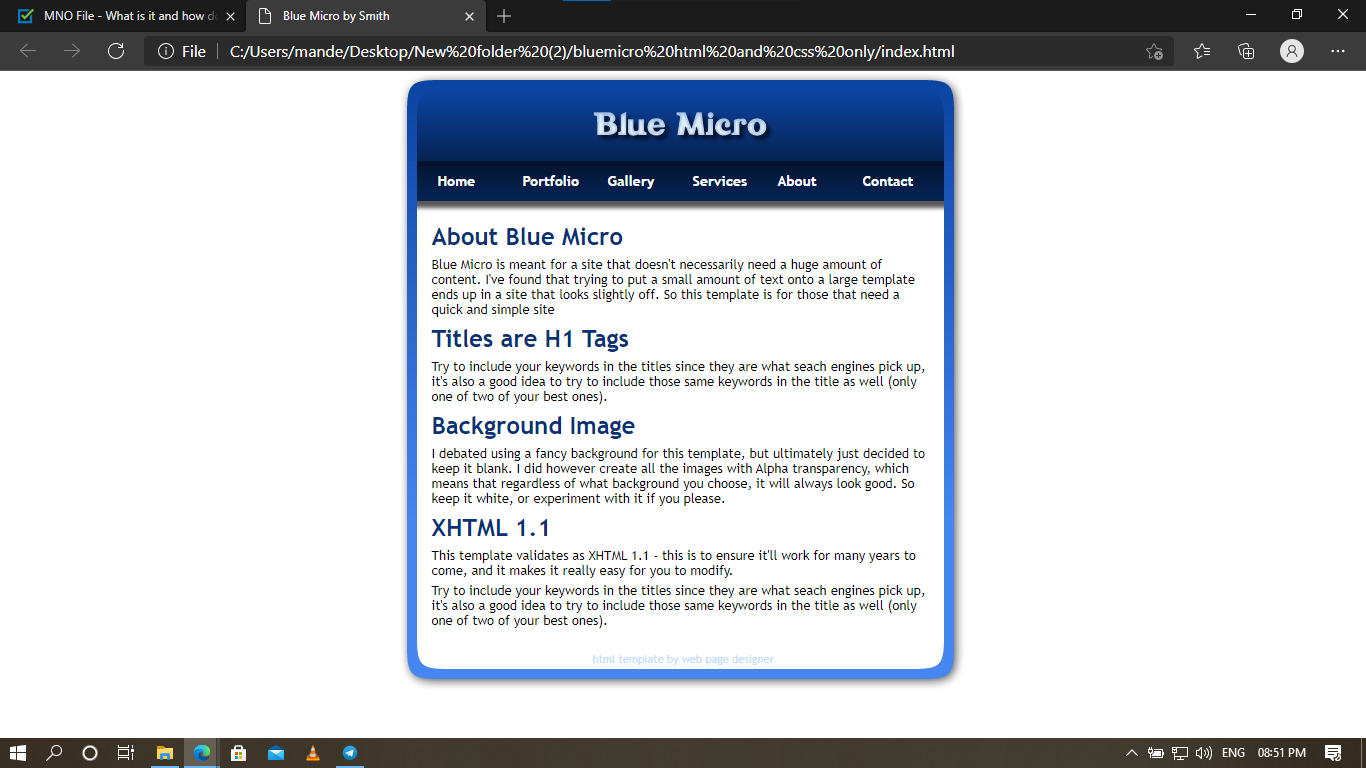 MNO File - What is it and how d
Blue Micro by Smith
File
C:/Users/mande/Desktop/New%20folder%20(2)/bluemicro%20html%20and%20css%20only/index.html
Blue Micro
Home Portfolio Gallery Services About Contact
About Blue Micro
Blue Micro is meant for a site that doesn't necessarily need a huge amount of
content. I've found that trying to put a small amount of text onto a large template
ends up in a site that looks slightly off. So this template is for those that need a
quick and simple site
Titles are H1 Tags
Try to include your keywords in the titles since they are what seach engines pick up,
it's also a good idea to try to include those same keywords in the title as well (only
one of two of your best ones).
Background Image
I debated using a fancy background for this template, but ultimately just decided to
keep it blank. I did however create all the images with Alpha transparency, which
means that regardless of what background you choose, it will always look good. So
keep it white, or experiment with it if you please.
XHTML 1.1
This template validates as XHTML 1.1 - this is to ensure it'll work for many years to
come, and it makes it really easy for you to modify.
Try to include your keywords in the titles since they are what seach engines pick up,
it's also a good idea to try to include those same keywords in the title as well (only
one of two of your best ones).
html template by web page designer
ENG 08:51 PM